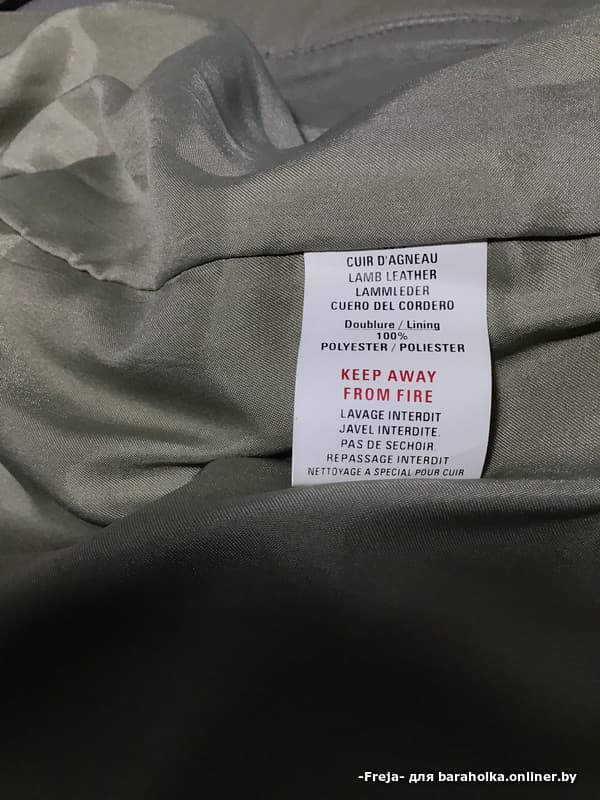 CUIR D'AGNEAU
LAMB LEATHER
LAMMLEDER
CUERO DEL CORDERO
Doublure / Lining
100%
POLYESTER / POLIESTER
KEEP AWAY
FROM FIRE
LAVAGE INTERDIT
JAVEL INTERDITE.
PAS DE SECHOIR.
REPASSAGE INTERDIT
NETTOYAGE A SPECIAL POUR CUIR
-Freja- для baraholka.onliner.by